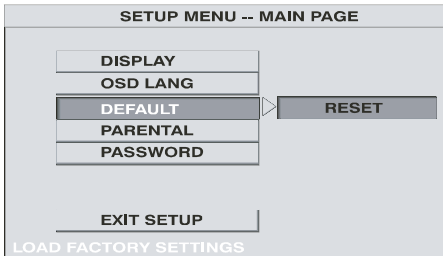 SETUP MENU -- MAIN PAGE
DISPLAY
OSD LANG
DEFAULT
RESET
PARENTAL
PASSWORD
EXIT SETUP
LOAD FACTORY SETTINGS